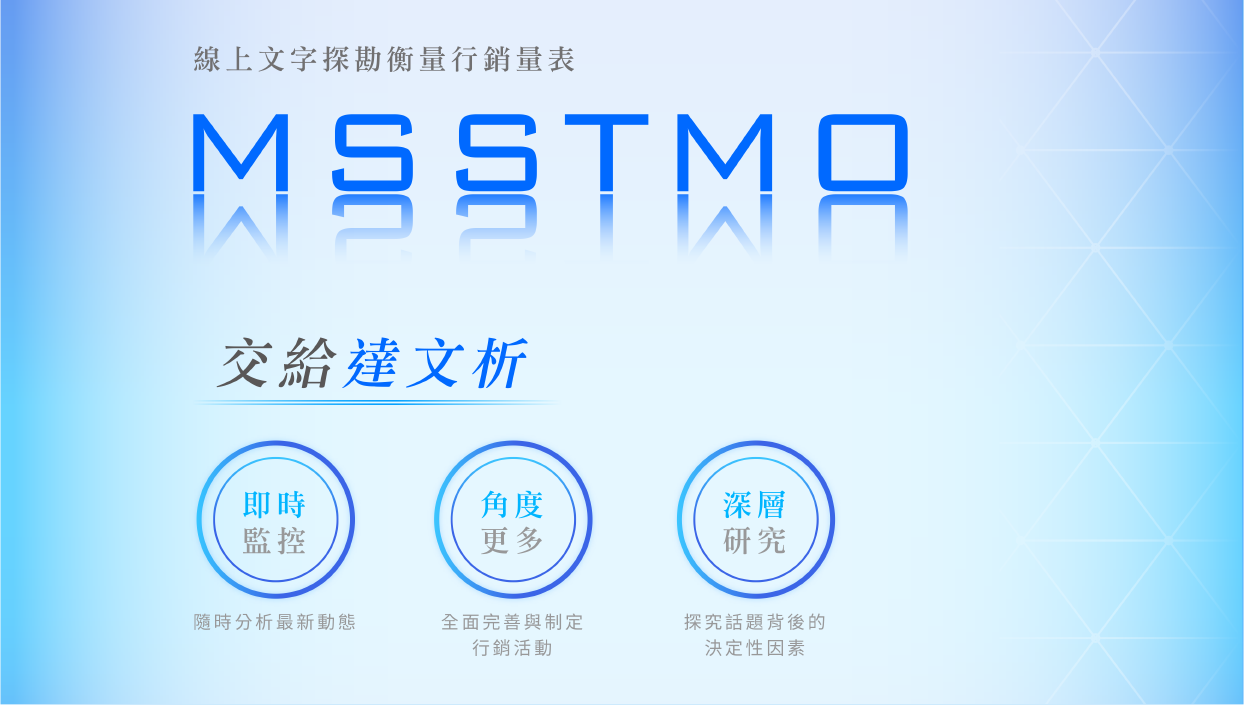 線上文字探勘衡量行銷量表
MSSTMO
交給達文析
即時
監控
隨時分析最新動態
角度
更多
全面完善與制定
行銷活動
深層
研究
探究話題背後的
決定性因素